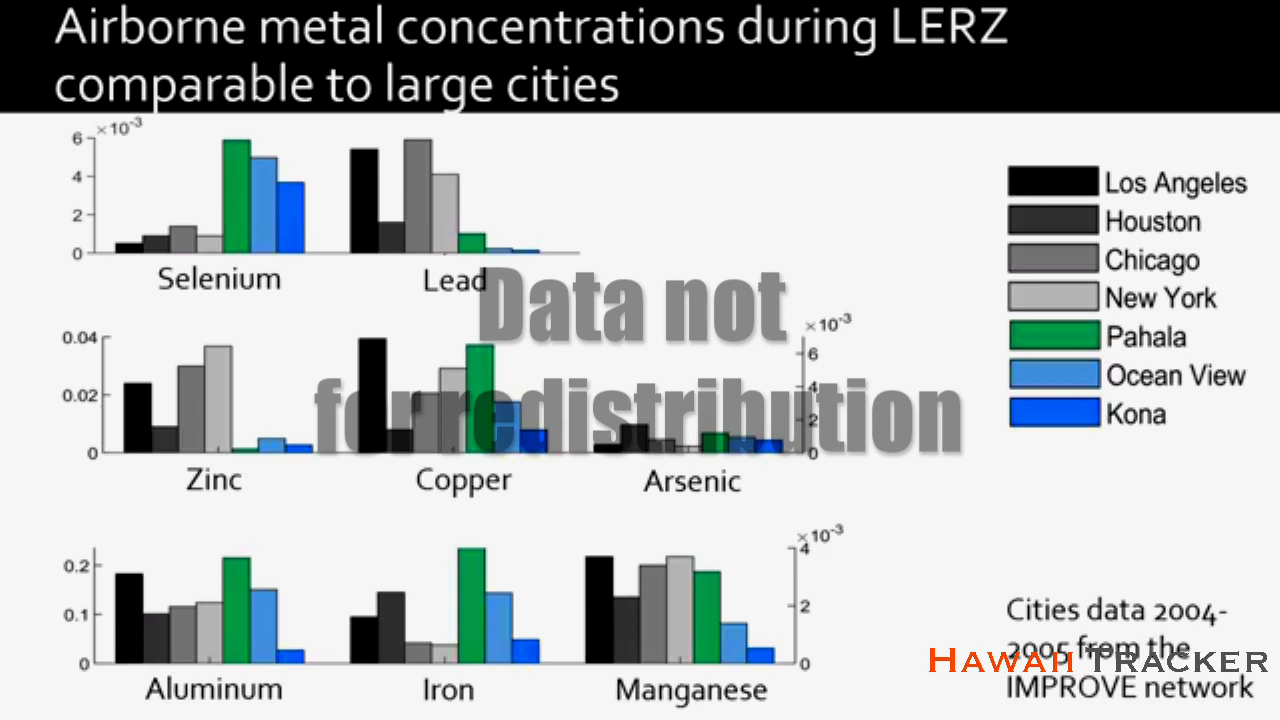 Airborne metal concentrations during LERZ
comparable to large cities
×10⁻³
6
4
2
0
Selenium
Lead
Los Angeles
Houston
Chicago
New York
Pahala
Ocean View
Kona
Data not
for redistribution
0.04
0.02
0
×10⁻³
6
4
2
0
Zinc
Copper
Arsenic
0.2
0.1
0
×10⁻³
4
2
0
Aluminum
Iron
Manganese
Cities data 2004-
2005 from the
IMPROVE network
HAWAII TRACKER